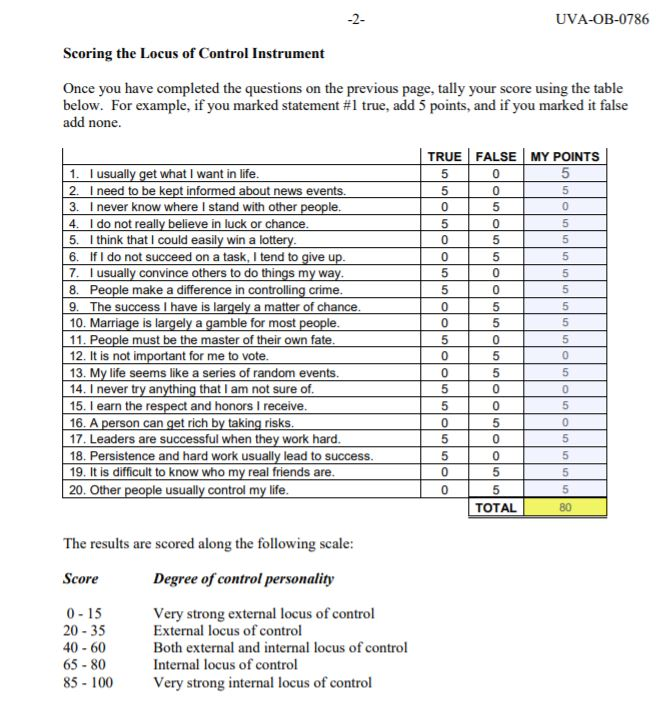 -2- UVA-OB-0786
Scoring the Locus of Control Instrument
Once you have completed the questions on the previous page, tally your score using the table
below. For example, if you marked statement #1 true, add 5 points, and if you marked it false
add none.
TRUE FALSE MY POINTS
1. I usually get what I want in life. 5 0 5
2. I need to be kept informed about news events. 5 0 5
3. I never know where I stand with other people. 0 5 0
4. I do not really believe in luck or chance. 5 0 5
5. I think that I could easily win a lottery. 0 5 5
6. If I do not succeed on a task, I tend to give up. 0 5 5
7. I usually convince others to do things my way. 5 0 5
8. People make a difference in controlling crime. 5 0 5
9. The success I have is largely a matter of chance. 0 5 5
10. Marriage is largely a gamble for most people. 0 5 5
11. People must be the master of their own fate. 5 0 5
12. It is not important for me to vote. 0 5 0
13. My life seems like a series of random events. 0 5 5
14. I never try anything that I am not sure of. 5 0 0
15. I earn the respect and honors I receive. 5 0 5
16. A person can get rich by taking risks. 0 5 0
17. Leaders are successful when they work hard. 5 0 5
18. Persistence and hard work usually lead to success. 5 0 5
19. It is difficult to know who my real friends are. 0 5 5
20. Other people usually control my life. 0 5 5
TOTAL 80
The results are scored along the following scale:
Score Degree of control personality
0 - 15 Very strong external locus of control
20 - 35 External locus of control
40 - 60 Both external and internal locus of control
65 - 80 Internal locus of control
85 - 100 Very strong internal locus of control